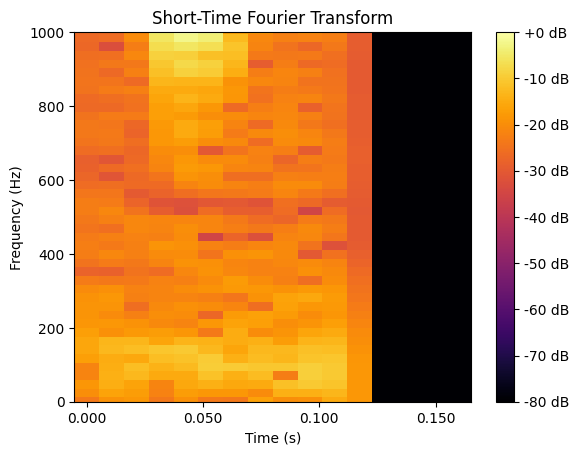 Short-Time Fourier Transform
1000
800
600
400
200
0
Frequency (Hz)
0.000
0.050
0.100
0.150
Time (s)
+0 dB
-10 dB
-20 dB
-30 dB
-40 dB
-50 dB
-60 dB
-70 dB
-80 dB